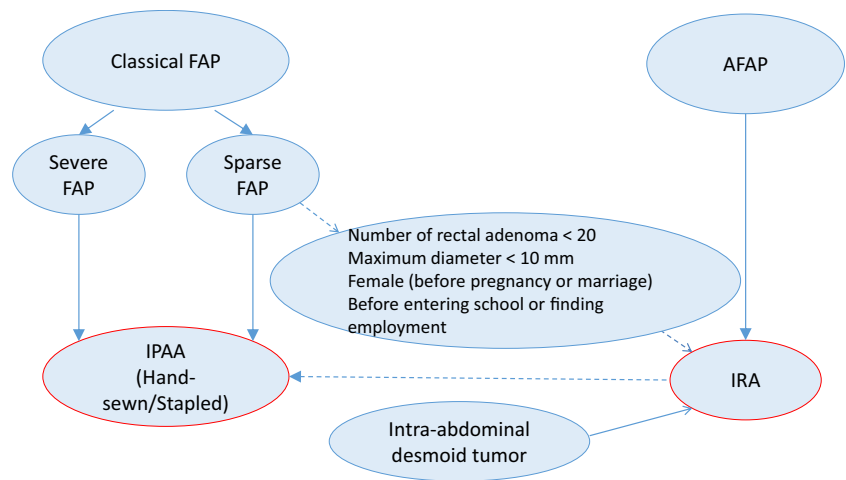 Classical FAP
AFAP
Severe
FAP
Sparse
FAP
Number of rectal adenoma < 20
Maximum diameter < 10 mm
Female (before pregnancy or marriage)
Before entering school or finding
employment
IPAA
(Hand-
sewn/Stapled)
IRA
Intra-abdominal
desmoid tumor